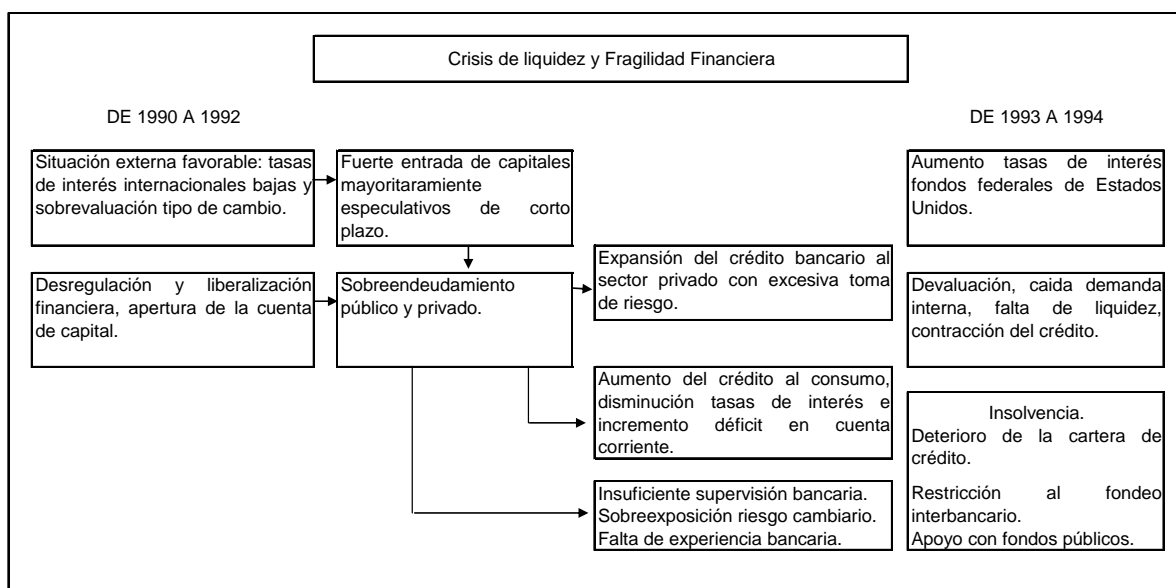 Crisis de liquidez y Fragilidad Financiera
DE 1990 A 1992
DE 1993 A 1994
Situación externa favorable: tasas
de interés internacionales bajas y
sobrevaluación tipo de cambio.
Fuerte entrada de capitales
mayoritaramiente
especulativos de corto
plazo.
Aumento tasas de interés
fondos federales de Estados
Unidos.
Desregulación y liberalización
financiera, apertura de la cuenta
de capital.
Sobreendeudamiento
público y privado.
Expansión del crédito bancario al
sector privado con excesiva toma
de riesgo.
Devaluación, caida demanda
interna, falta de liquidez,
contracción del crédito.
Aumento del crédito al consumo,
disminución tasas de interés e
incremento déficit en cuenta
corriente.
Insuficiente supervisión bancaria.
Sobreexposición riesgo cambiario.
Falta de experiencia bancaria.
Insolvencia.
Deterioro de la cartera de
crédito.
Restricción al fondeo
interbancario.
Apoyo con fondos públicos.